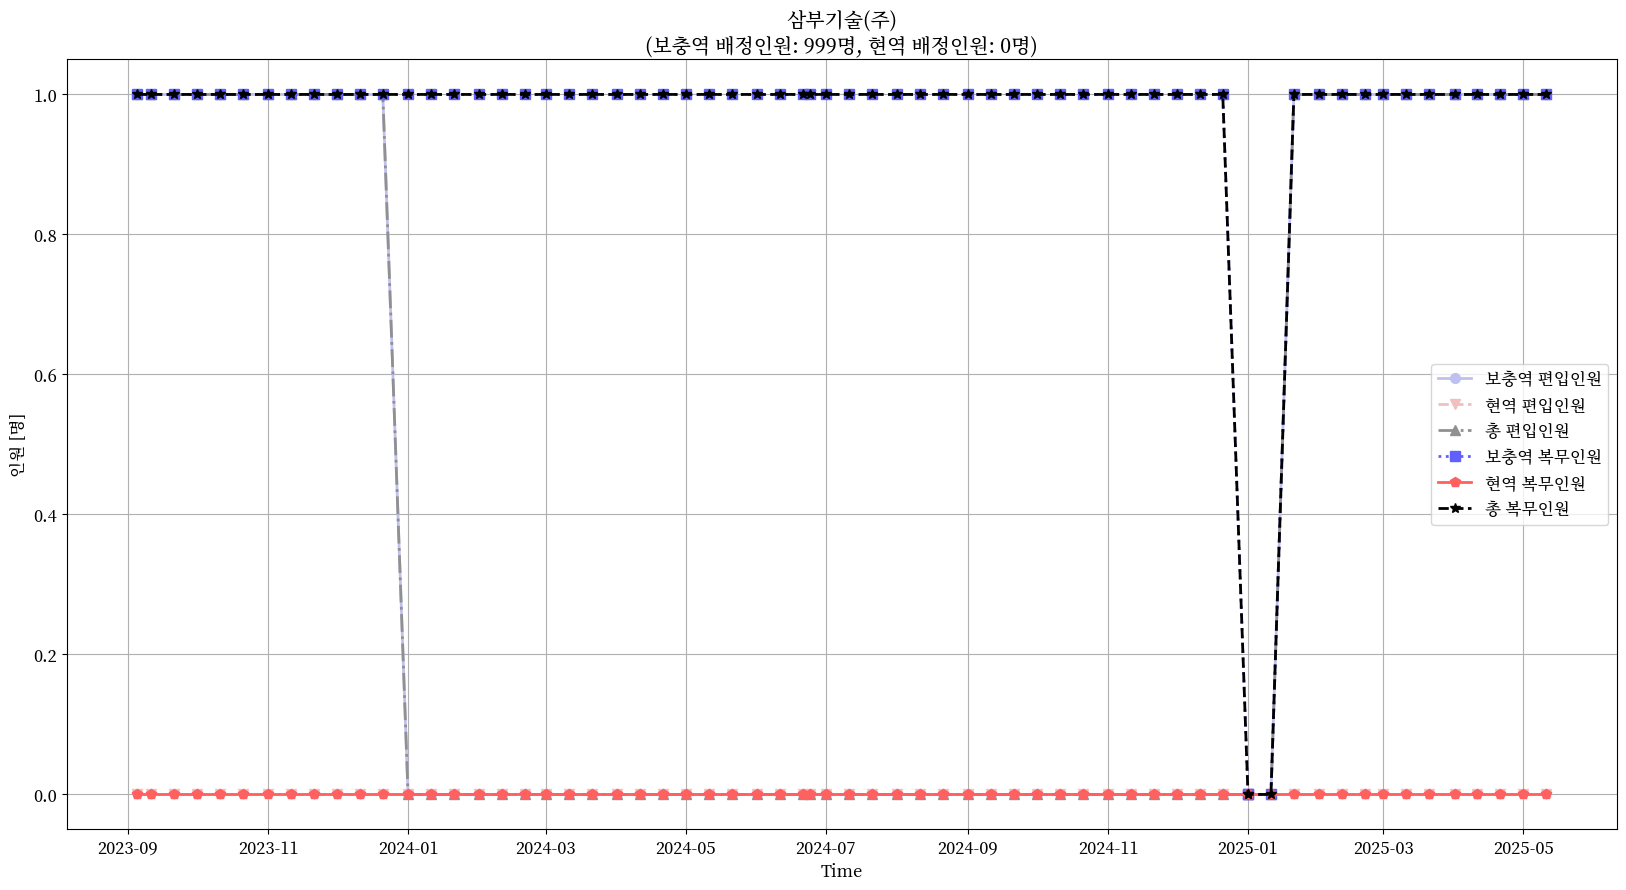 삼부기술(주)
(보충역 배정인원: 999명, 현역 배정인원: 0명)
1.0
0.8
0.6
0.4
0.2
0.0
인원 [명]
보충역 편입인원
현역 편입인원
총 편입인원
보충역 복무인원
현역 복무인원
총 복무인원
2023-09 2023-11 2024-01 2024-03 2024-05 2024-07 2024-09 2024-11 2025-01 2025-03 2025-05
Time